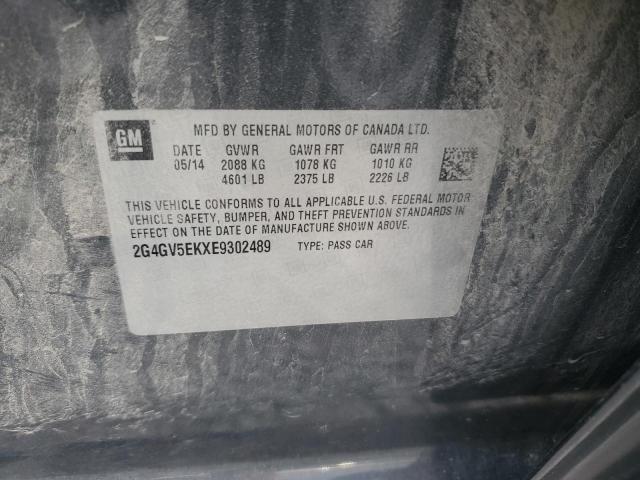 GM
MFD BY GENERAL MOTORS OF CANADA LTD.
DATE GVWR GAWR FRT GAWR RR
05/14 2088 KG 1078 KG 1010 KG
4601 LB 2375 LB 2226 LB
THIS VEHICLE CONFORMS TO ALL APPLICABLE U.S. FEDERAL MOTOR
VEHICLE SAFETY, BUMPER, AND THEFT PREVENTION STANDARDS IN
EFFECT ON THE DATE OF MANUFACTURE SHOWN ABOVE.
2G4GV5EKXE9302489 TYPE: PASS CAR